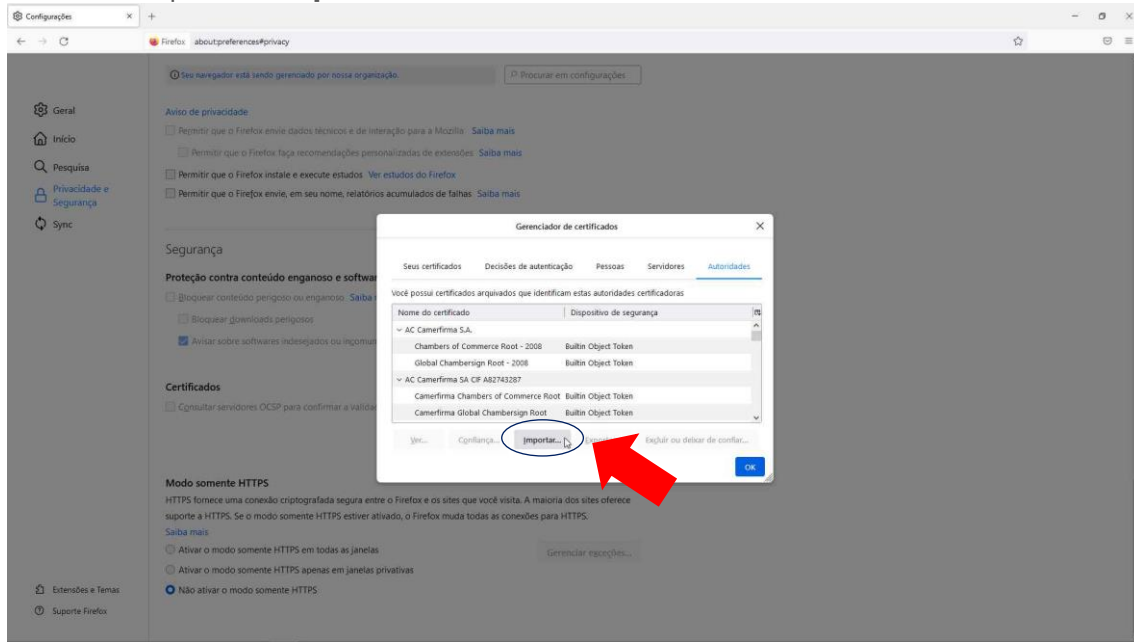 Configurações
Firefox about:preferences#privacy
Seu navegador está sendo gerenciado por nossa organização.
Procurar em configurações
Geral
Início
Pesquisa
Privacidade e
Segurança
Sync
Aviso de privacidade
Permitir que o Firefox envie dados técnicos e de interação para a Mozilla Saiba mais
Permitir que o Firefox faça recomendações personalizadas de extensões Saiba mais
Permitir que o Firefox instale e execute estudos Ver estudos do Firefox
Permitir que o Firefox envie, em seu nome, relatórios acumulados de falhas Saiba mais
Segurança
Proteção contra conteúdo enganoso e softwar
Bloquear conteúdo perigoso ou enganoso Saiba
Bloquear downloads perigosos
Avisar sobre softwares indesejados ou incomun
Certificados
Consultar servidores OCSP para confirmar a valida
Gerenciador de certificados
Seus certificados Decisões de autenticação Pessoas Servidores Autoridades
Você possui certificados arquivados que identificam estas autoridades certificadoras
Nome do certificado Dispositivo de segurança
AC Camerfirma S.A.
Chambers of Commerce Root - 2008 Builtin Object Token
Global Chambersign Root - 2008 Builtin Object Token
AC Camerfirma SA CIF A82743287
Camerfirma Chambers of Commerce Root Builtin Object Token
Camerfirma Global Chambersign Root Builtin Object Token
Ver... Confiança... Importar... Excluir ou deixar de confiar...
OK
Modo somente HTTPS
HTTPS fornece uma conexão criptografada segura entre o Firefox e os sites que você visita. A maioria dos sites oferece
suporte a HTTPS. Se o modo somente HTTPS estiver ativado, o Firefox muda todas as conexões para HTTPS.
Saiba mais
Ativar o modo somente HTTPS em todas as janelas
Gerenciar exceções...
Ativar o modo somente HTTPS apenas em janelas privativas
Não ativar o modo somente HTTPS
Extensões e Temas
Suporte Firefox